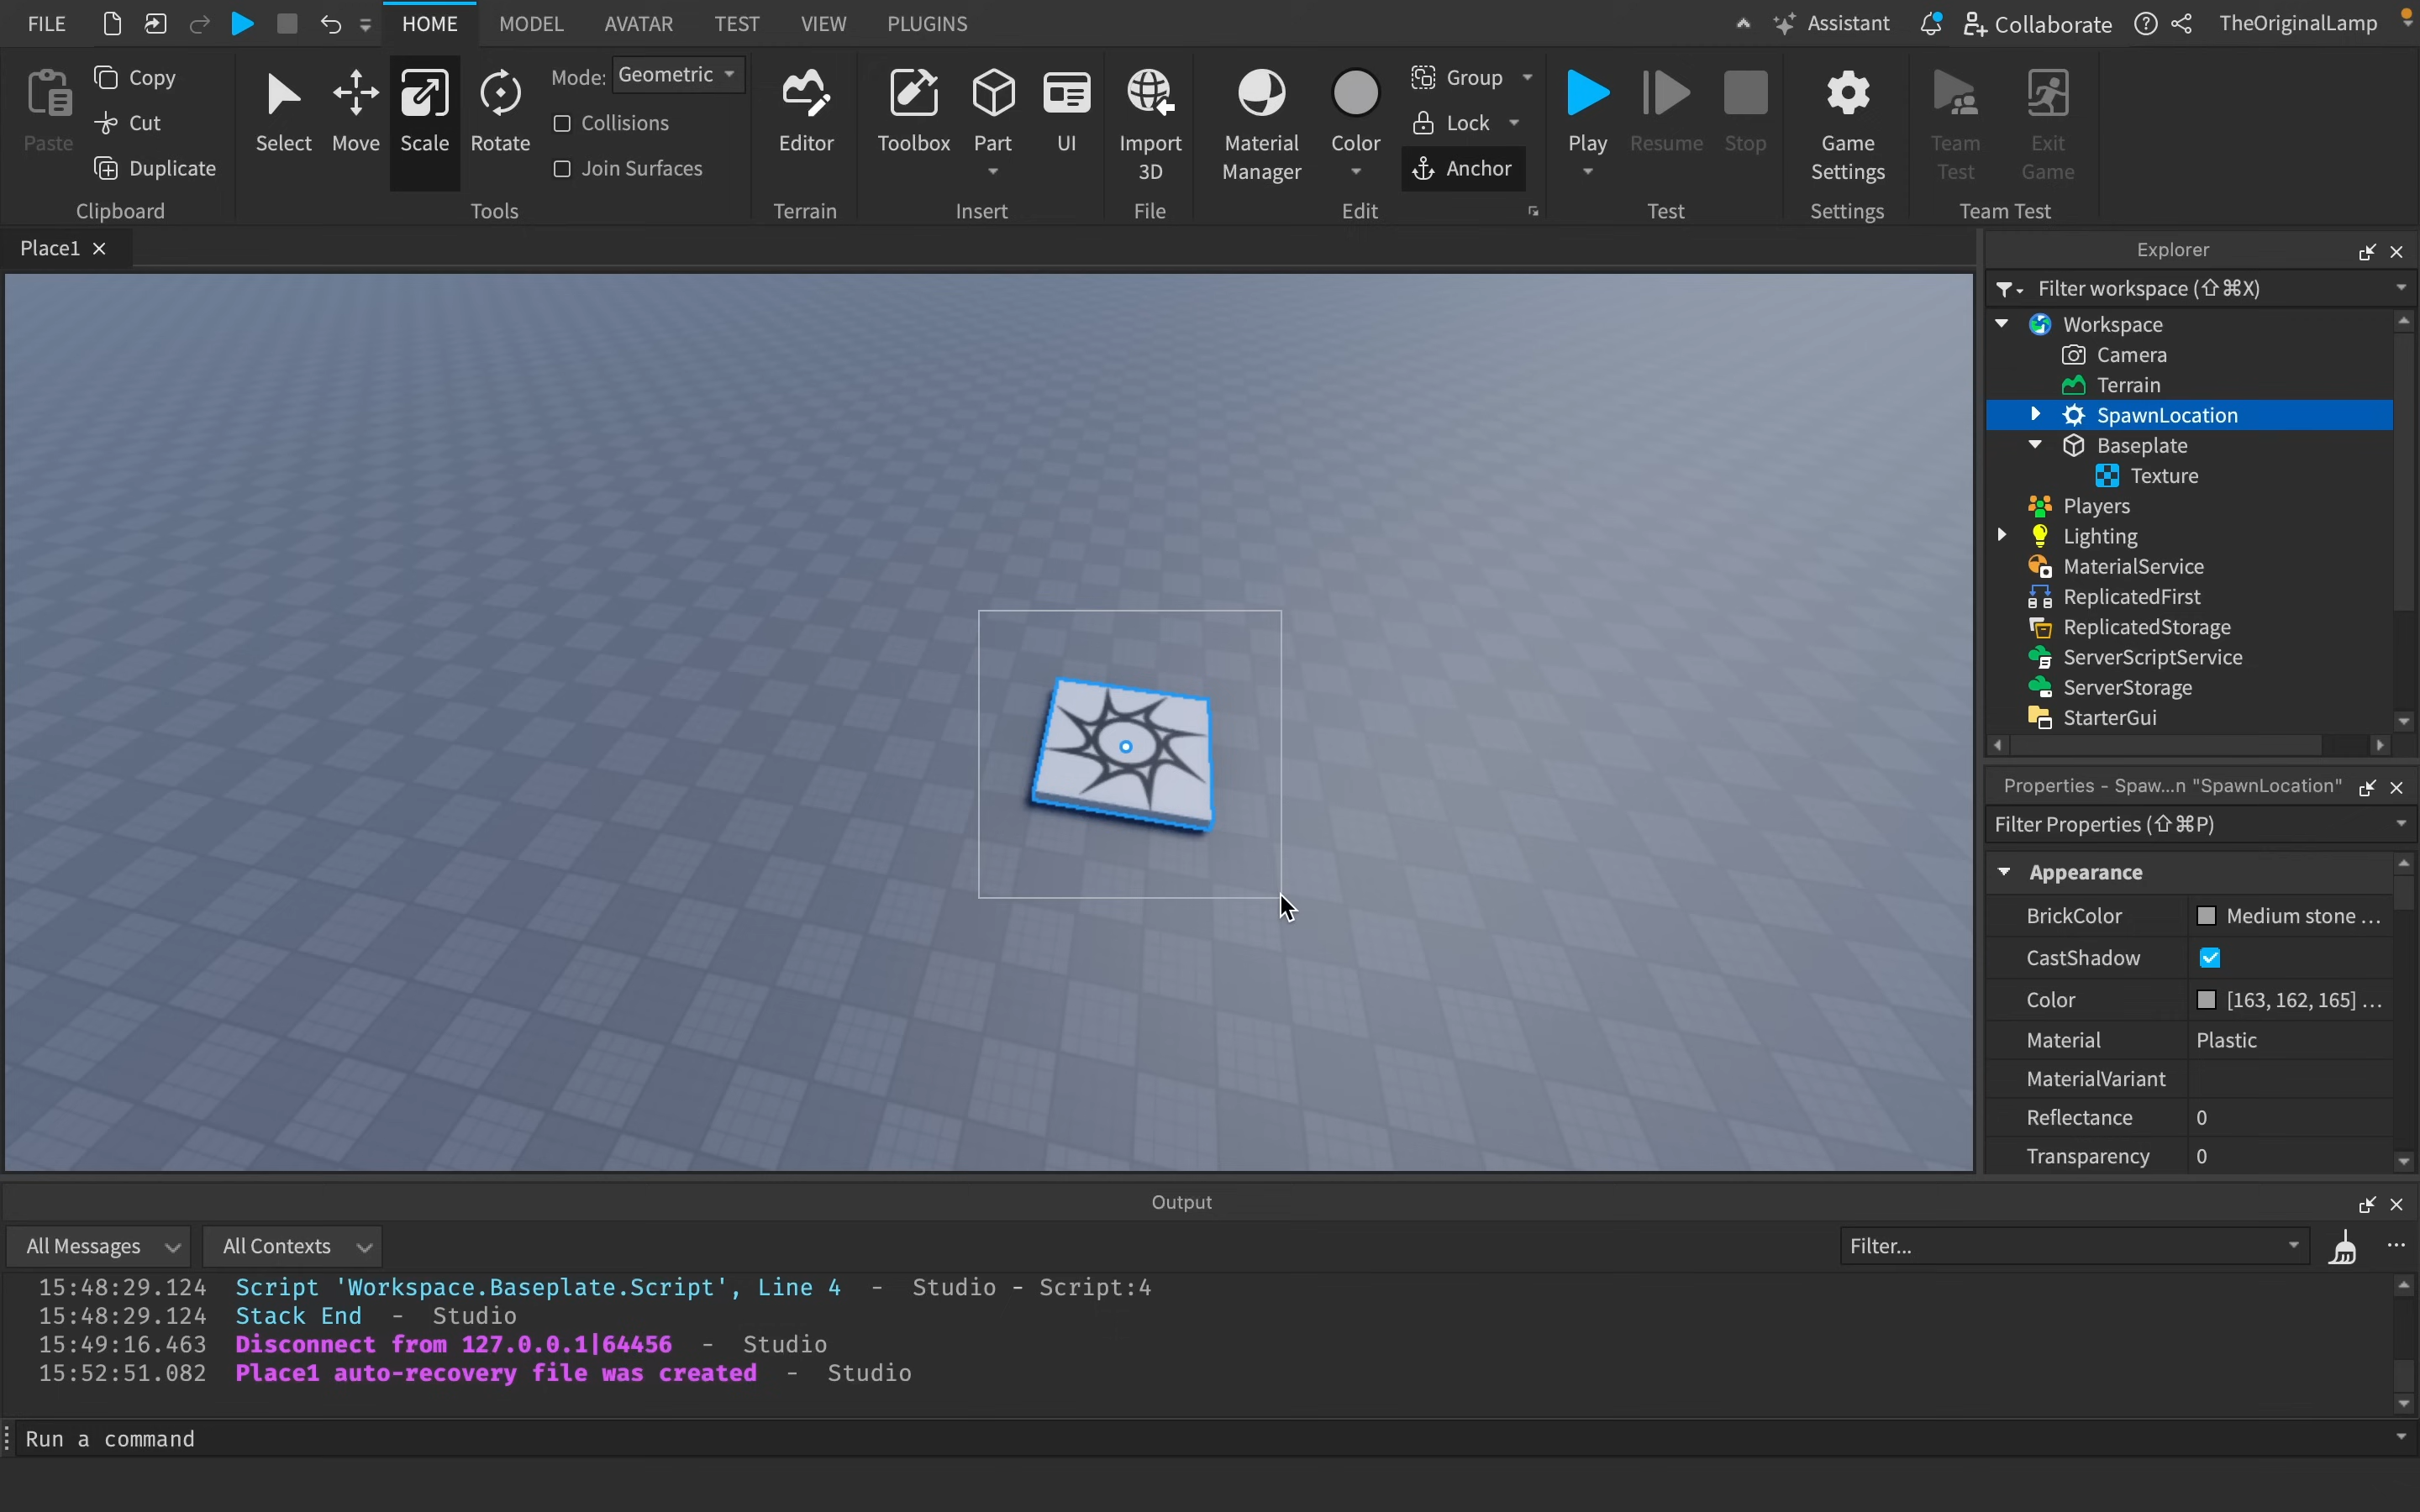 FILE
HOME
MODEL
AVATAR
TEST
VIEW
PLUGINS
Assistant
Collaborate
TheOriginalLamp
Paste
Copy
Cut
Duplicate
Clipboard
Select
Move
Scale
Rotate
Mode: Geometric
Collisions
Join Surfaces
Tools
Editor
Terrain
Toolbox
Part
UI
Insert
Import
3D
File
Material
Manager
Color
Group
Lock
Anchor
Edit
Play
Resume
Stop
Test
Game
Settings
Settings
Team
Test
Exit
Game
Team Test
Place1
Explorer
Filter workspace (⇧⌘X)
Workspace
Camera
Terrain
SpawnLocation
Baseplate
Texture
Players
Lighting
MaterialService
ReplicatedFirst
ReplicatedStorage
ServerScriptService
ServerStorage
StarterGui
Properties - Spaw...n "SpawnLocation"
Filter Properties (⇧⌘P)
Appearance
BrickColor Medium stone ...
CastShadow
Color [163, 162, 165] ...
Material Plastic
MaterialVariant
Reflectance 0
Transparency 0
Output
All Messages
All Contexts
Filter...
15:48:29.124 Script 'Workspace.Baseplate.Script', Line 4 - Studio - Script:4
15:48:29.124 Stack End - Studio
15:49:16.463 Disconnect from 127.0.0.1|64456 - Studio
15:52:51.082 Place1 auto-recovery file was created - Studio
Run a command